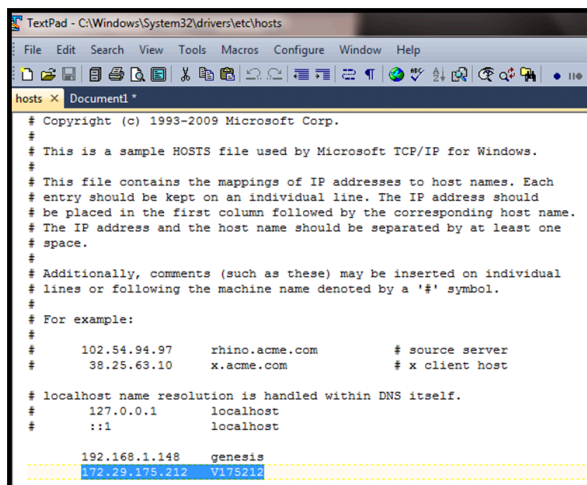 TextPad - C:\Windows\System32\drivers\etc\hosts
File Edit Search View Tools Macros Configure Window Help
hosts Document1 *
# Copyright (c) 1993-2009 Microsoft Corp.
#
# This is a sample HOSTS file used by Microsoft TCP/IP for Windows.
#
# This file contains the mappings of IP addresses to host names. Each
# entry should be kept on an individual line. The IP address should
# be placed in the first column followed by the corresponding host name.
# The IP address and the host name should be separated by at least one
# space.
#
# Additionally, comments (such as these) may be inserted on individual
# lines or following the machine name denoted by a '#' symbol.
#
# For example:
#
# 102.54.94.97 rhino.acme.com # source server
# 38.25.63.10 x.acme.com # x client host

# localhost name resolution is handled within DNS itself.
# 127.0.0.1 localhost
# ::1 localhost

192.168.1.148 genesis
172.29.175.212 V175212